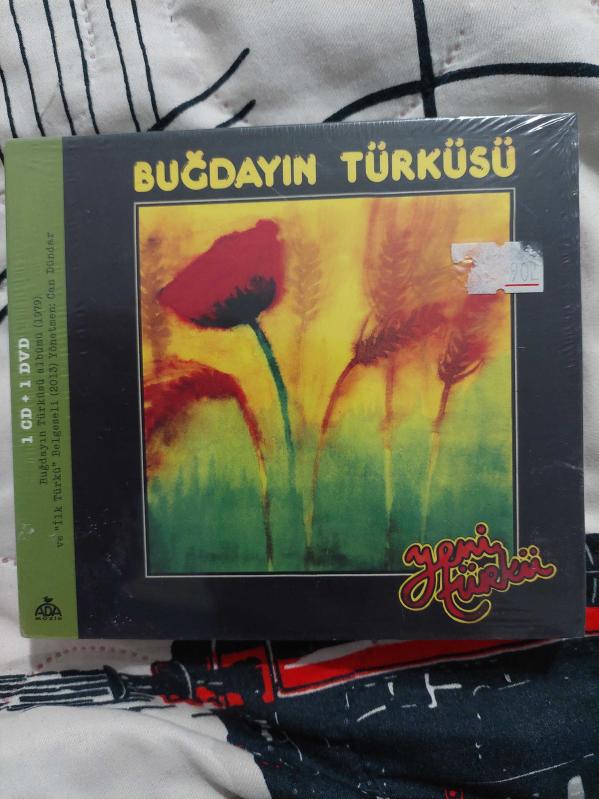 BUĞDAYIN TÜRKÜSÜ
1 CD + 1 DVD
Buğdayın Türküsü albümü (1979)
ve "İlk Türkü" Belgeseli (2013) Yönetmen: Can Dündar
yeni
türkü
ADA
MÜZİK